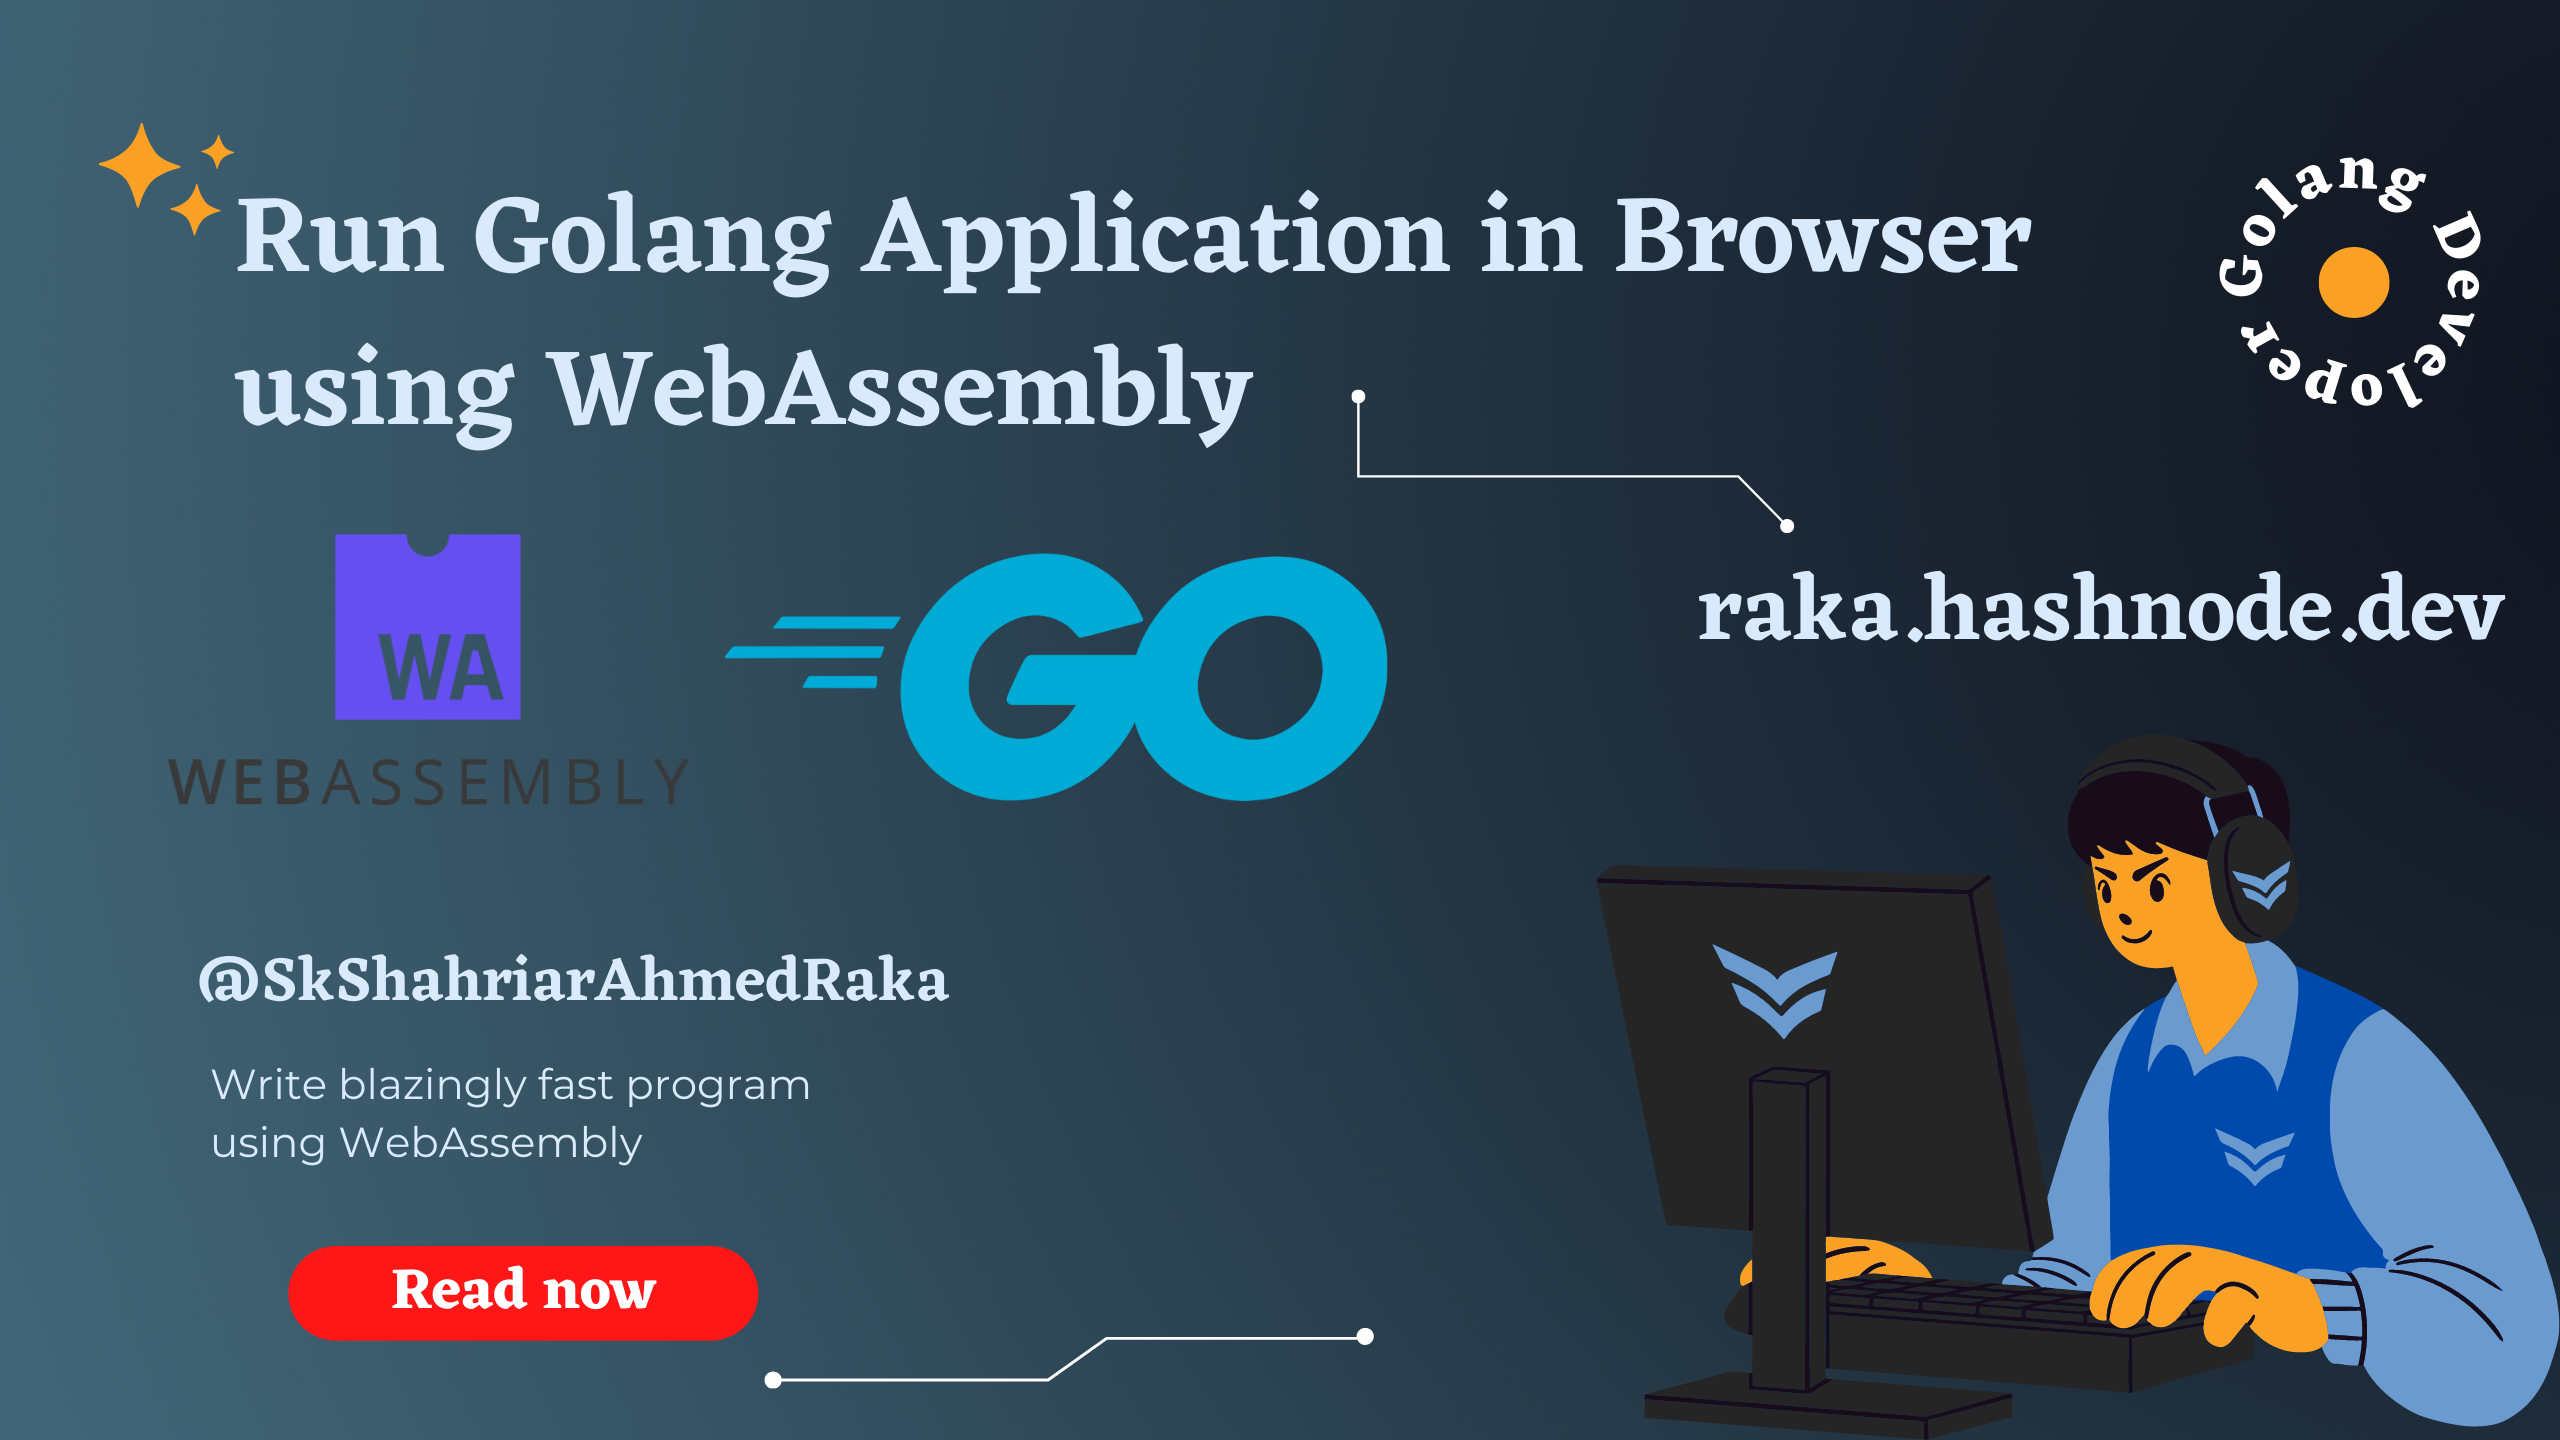 Run Golang Application in Browser
using WebAssembly
Golang Developer
WA
WEBASSEMBLY
GO
raka.hashnode.dev
@SkShahriarAhmedRaka
Write blazingly fast program
using WebAssembly
Read now